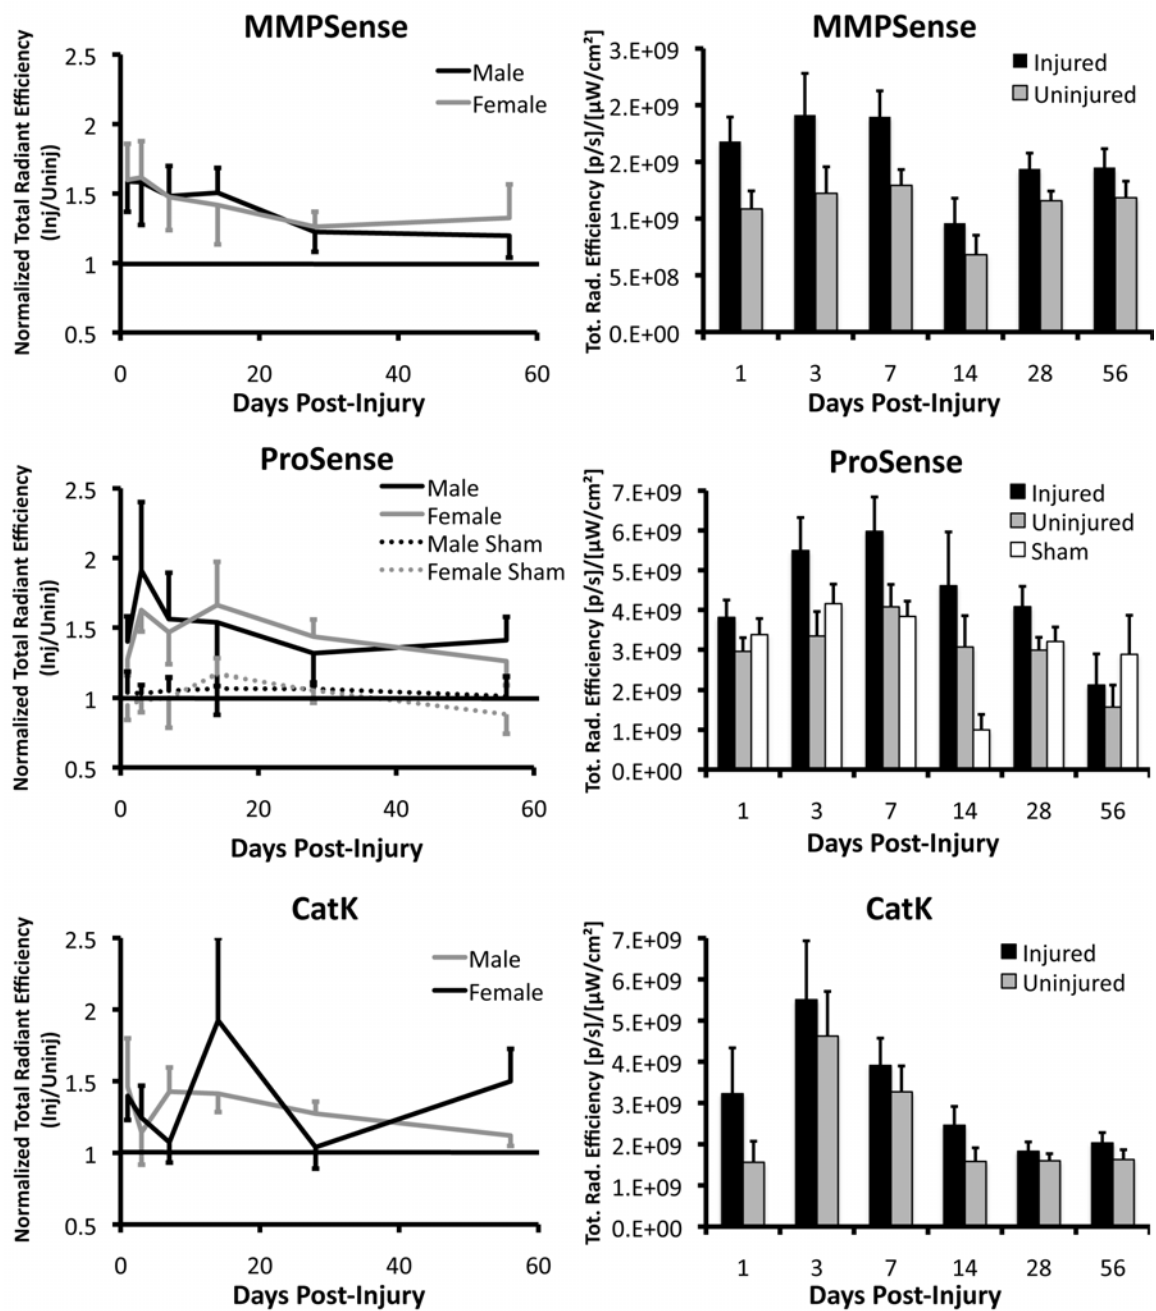 MMPSense
Normalized Total Radiant Efficiency
(Inj/Uninj)
2.5
2
1.5
1
0.5
Male
Female
0
20
40
60
Days Post-Injury
MMPSense
Tot. Rad. Efficiency [p/s]/[µW/cm²]
3.E+09
2.E+09
2.E+09
1.E+09
5.E+08
0.E+00
Injured
Uninjured
1
3
7
14
28
56
Days Post-Injury
ProSense
Normalized Total Radiant Efficiency
(Inj/Uninj)
2.5
2
1.5
1
0.5
Male
Female
Male Sham
Female Sham
0
20
40
60
Days Post-Injury
ProSense
Tot. Rad. Efficiency [p/s]/[µW/cm²]
7.E+09
6.E+09
5.E+09
4.E+09
3.E+09
2.E+09
1.E+09
0.E+00
Injured
Uninjured
Sham
1
3
7
14
28
56
Days Post-Injury
CatK
Normalized Total Radiant Efficiency
(Inj/Uninj)
2.5
2
1.5
1
0.5
Male
Female
0
20
40
60
Days Post-Injury
CatK
Tot. Rad. Efficiency [p/s]/[µW/cm²]
7.E+09
6.E+09
5.E+09
4.E+09
3.E+09
2.E+09
1.E+09
0.E+00
Injured
Uninjured
1
3
7
14
28
56
Days Post-Injury